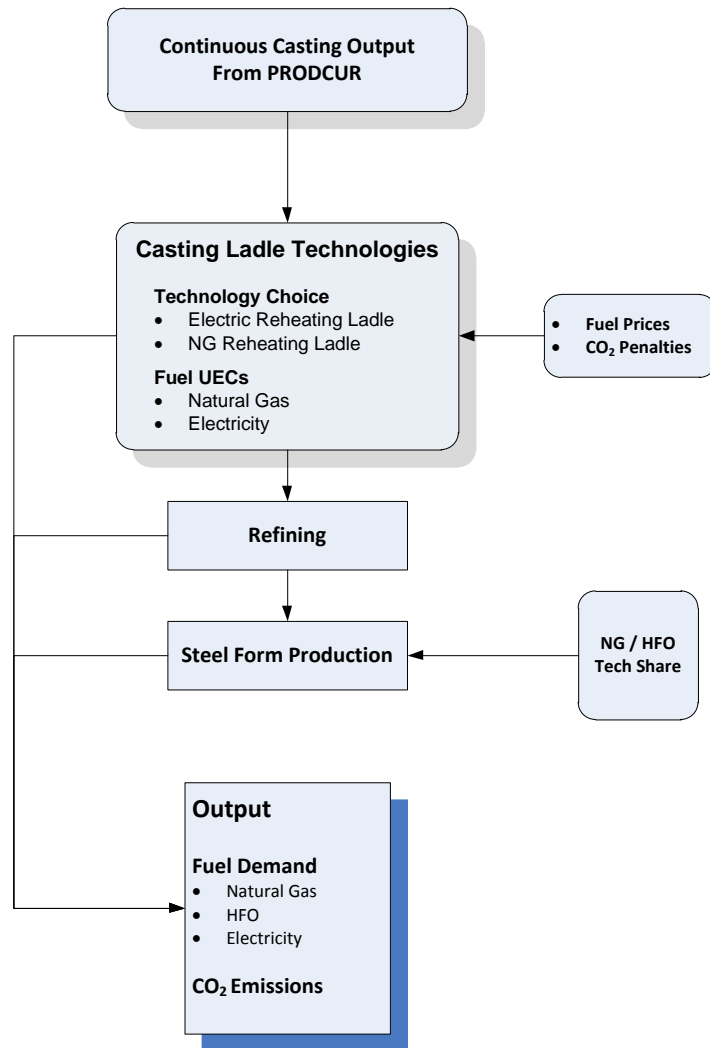 Continuous Casting Output
From PRODCUR
Casting Ladle Technologies
Technology Choice
• Electric Reheating Ladle
• NG Reheating Ladle
Fuel UECs
• Natural Gas
• Electricity
• Fuel Prices
• CO₂ Penalties
Refining
Steel Form Production
NG / HFO
Tech Share
Output
Fuel Demand
• Natural Gas
• HFO
• Electricity
CO₂ Emissions